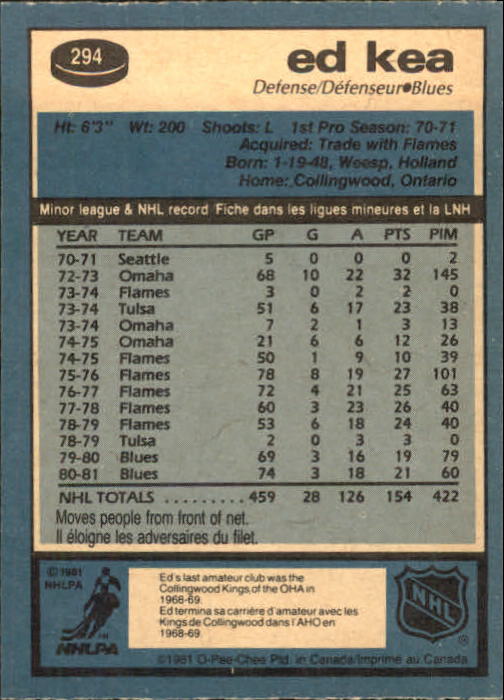 294
ed kea
Defense/Défenseur•Blues
Ht: 6'3" Wt: 200 Shoots: L 1st Pro Season: 70-71
Acquired: Trade with Flames
Born: 1-19-48, Weesp, Holland
Home: Collingwood, Ontario
Minor league & NHL record Fiche dans les ligues mineures et la LNH
YEAR TEAM GP G A PTS PIM
70-71 Seattle 5 0 0 0 2
72-73 Omaha 68 10 22 32 145
73-74 Flames 3 0 2 2 0
73-74 Tulsa 51 6 17 23 38
73-74 Omaha 7 2 1 3 13
74-75 Omaha 21 6 6 12 26
74-75 Flames 50 1 9 10 39
75-76 Flames 78 8 19 27 101
76-77 Flames 72 4 21 25 63
77-78 Flames 60 3 23 26 40
78-79 Flames 53 6 18 24 40
78-79 Tulsa 2 0 3 3 0
79-80 Blues 69 3 16 19 79
80-81 Blues 74 3 18 21 60
NHL TOTALS ......... 459 28 126 154 422
Moves people from front of net.
Il éloigne les adversaires du filet.
© 1981
NHLPA
NHLPA
Ed's last amateur club was the
Collingwood Kings of the OHA in
1968-69.
Ed termina sa carrière d'amateur avec les
Kings de Collingwood dans l'AHO en
1968-69.
NHL
®
©1981 O-Pee-Chee Ptd. in Canada/Imprimé au Canada